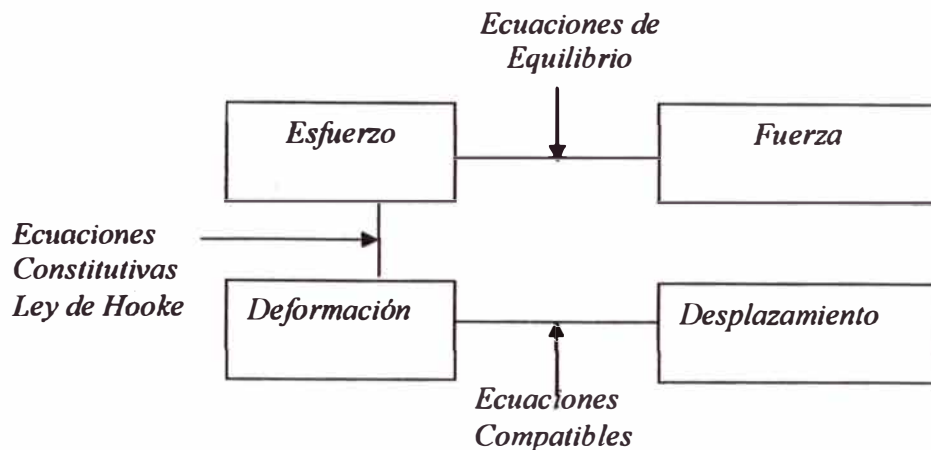 Ecuaciones de
Equilibrio
Esfuerzo
Fuerza
Ecuaciones
Constitutivas
Ley de Hooke
Deformación
Desplazamiento
Ecuaciones
Compatibles